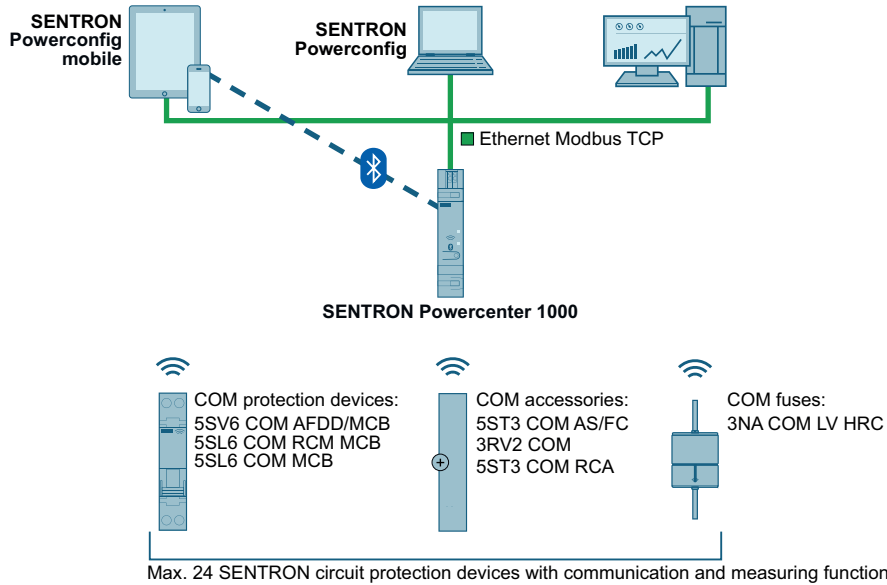 SENTRON
Powerconfig
mobile
SENTRON
Powerconfig
Ethernet Modbus TCP
SENTRON Powercenter 1000
COM protection devices:
5SV6 COM AFDD/MCB
5SL6 COM RCM MCB
5SL6 COM MCB
COM accessories:
5ST3 COM AS/FC
3RV2 COM
5ST3 COM RCA
COM fuses:
3NA COM LV HRC
Max. 24 SENTRON circuit protection devices with communication and measuring function